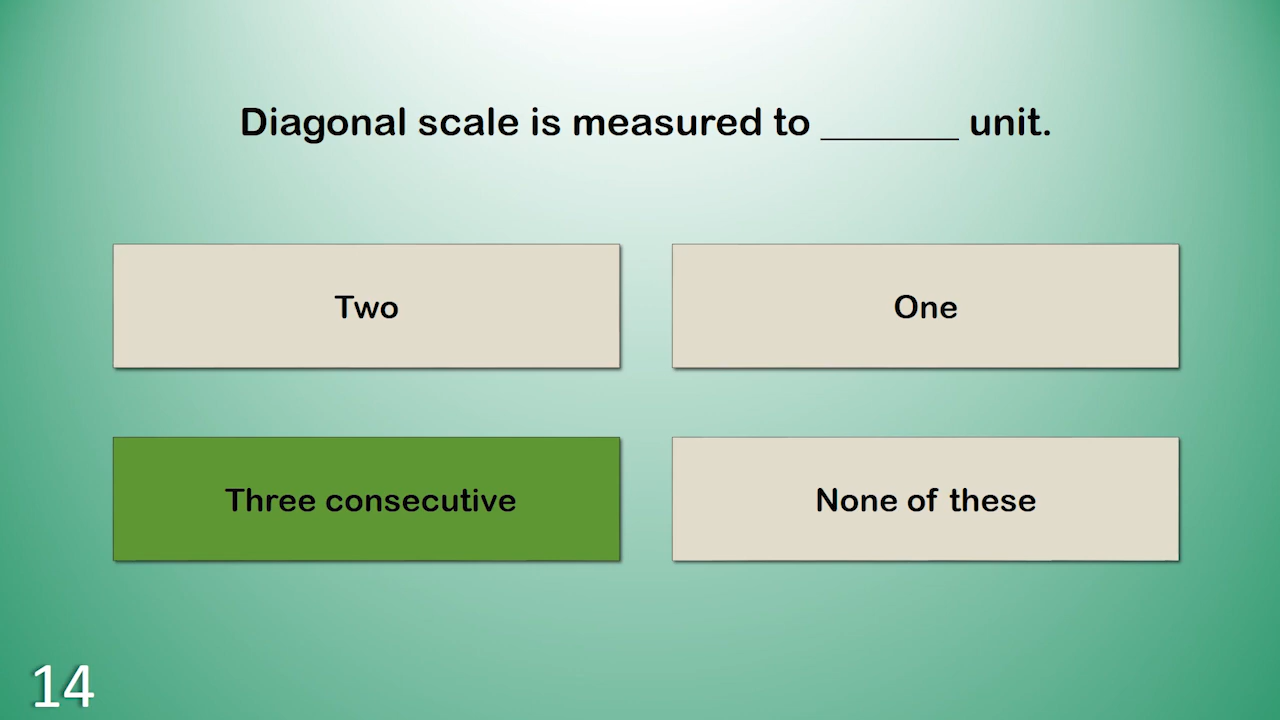 Diagonal scale is measured to _______ unit.
Two
One
Three consecutive
None of these
14